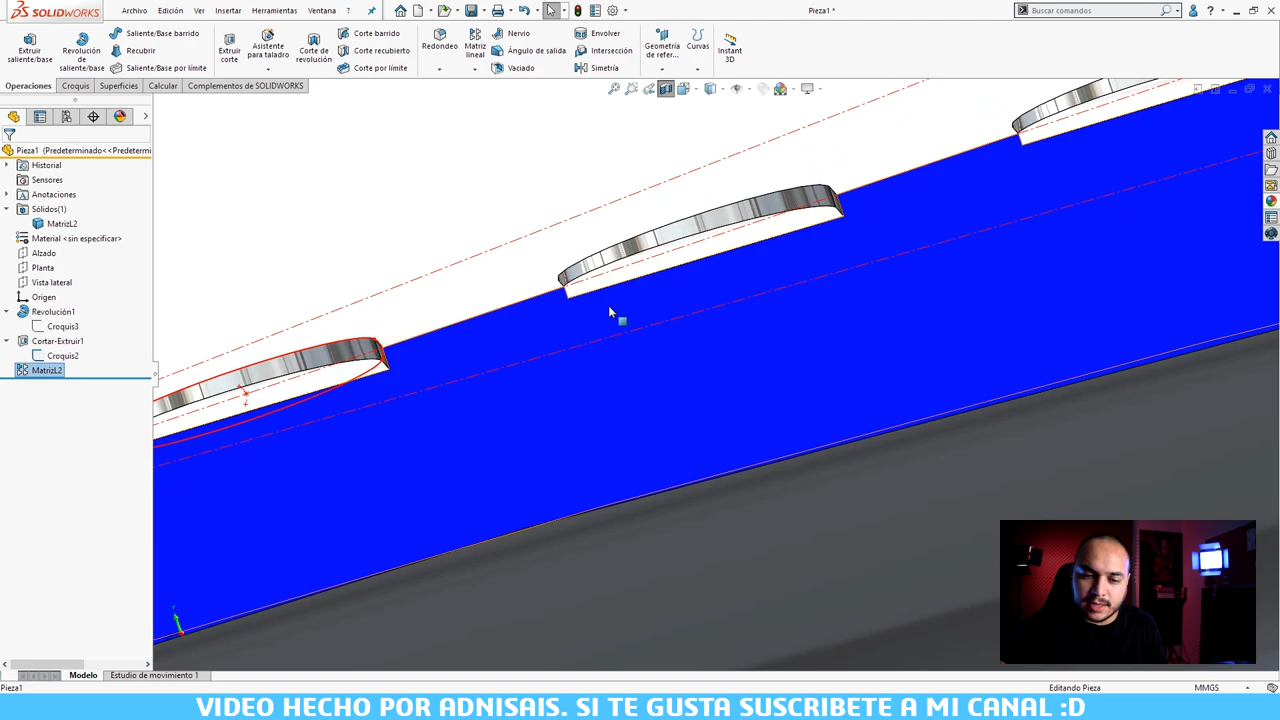 SOLIDWORKS
Archivo Edición Ver Insertar Herramientas Ventana ?
Pieza1 *
Buscar comandos
?
Extruir saliente/base
Revolución de saliente/base
Saliente/Base barrido
Recubrir
Saliente/Base por límite
Extruir corte
Asistente para taladro
Corte de revolución
Corte barrido
Corte recubierto
Corte por límite
Redondeo
Matriz lineal
Nervio
Ángulo de salida
Vaciado
Envolver
Intersección
Simetría
Geometría de refer...
Curvas
Instant 3D
Operaciones Croquis Superficies Calcular Complementos de SOLIDWORKS
Pieza1 (Predeterminado<<Predetermi
Historial
Sensores
Anotaciones
Sólidos(1)
MatrizL2
Material <sin especificar>
Alzado
Planta
Vista lateral
Origen
Revolución1
Croquis3
Cortar-Extruir1
Croquis2
MatrizL2
Modelo Estudio de movimiento 1
Pieza1 Editando Pieza MMGS
VIDEO HECHO POR ADNISAIS. SI TE GUSTA SUSCRIBETE A MI CANAL :D